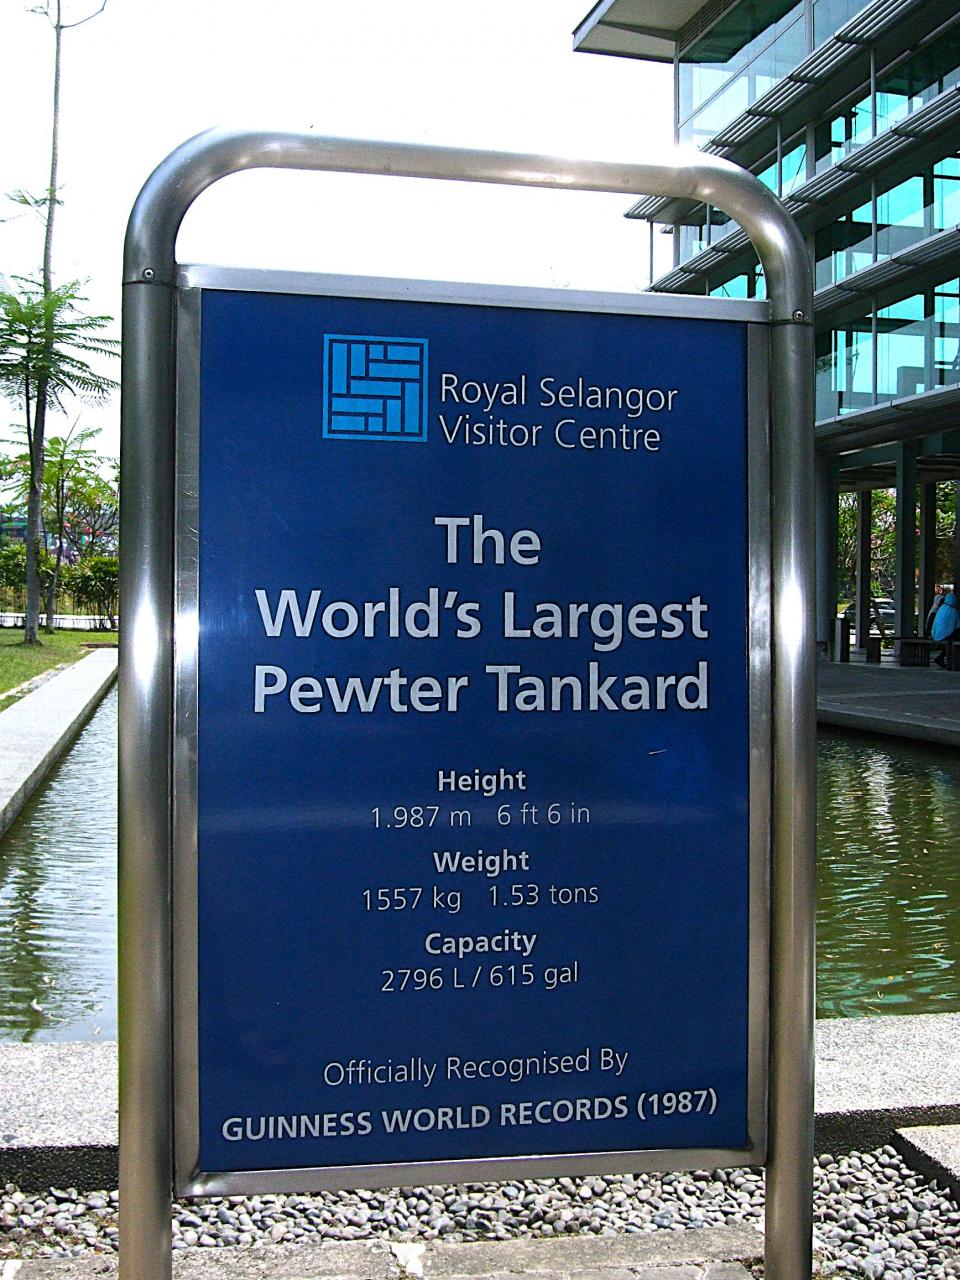 Royal Selangor
Visitor Centre
The
World's Largest
Pewter Tankard
Height
1.987 m 6 ft 6 in
Weight
1557 kg 1.53 tons
Capacity
2796 L / 615 gal
Officially Recognised By
GUINNESS WORLD RECORDS (1987)